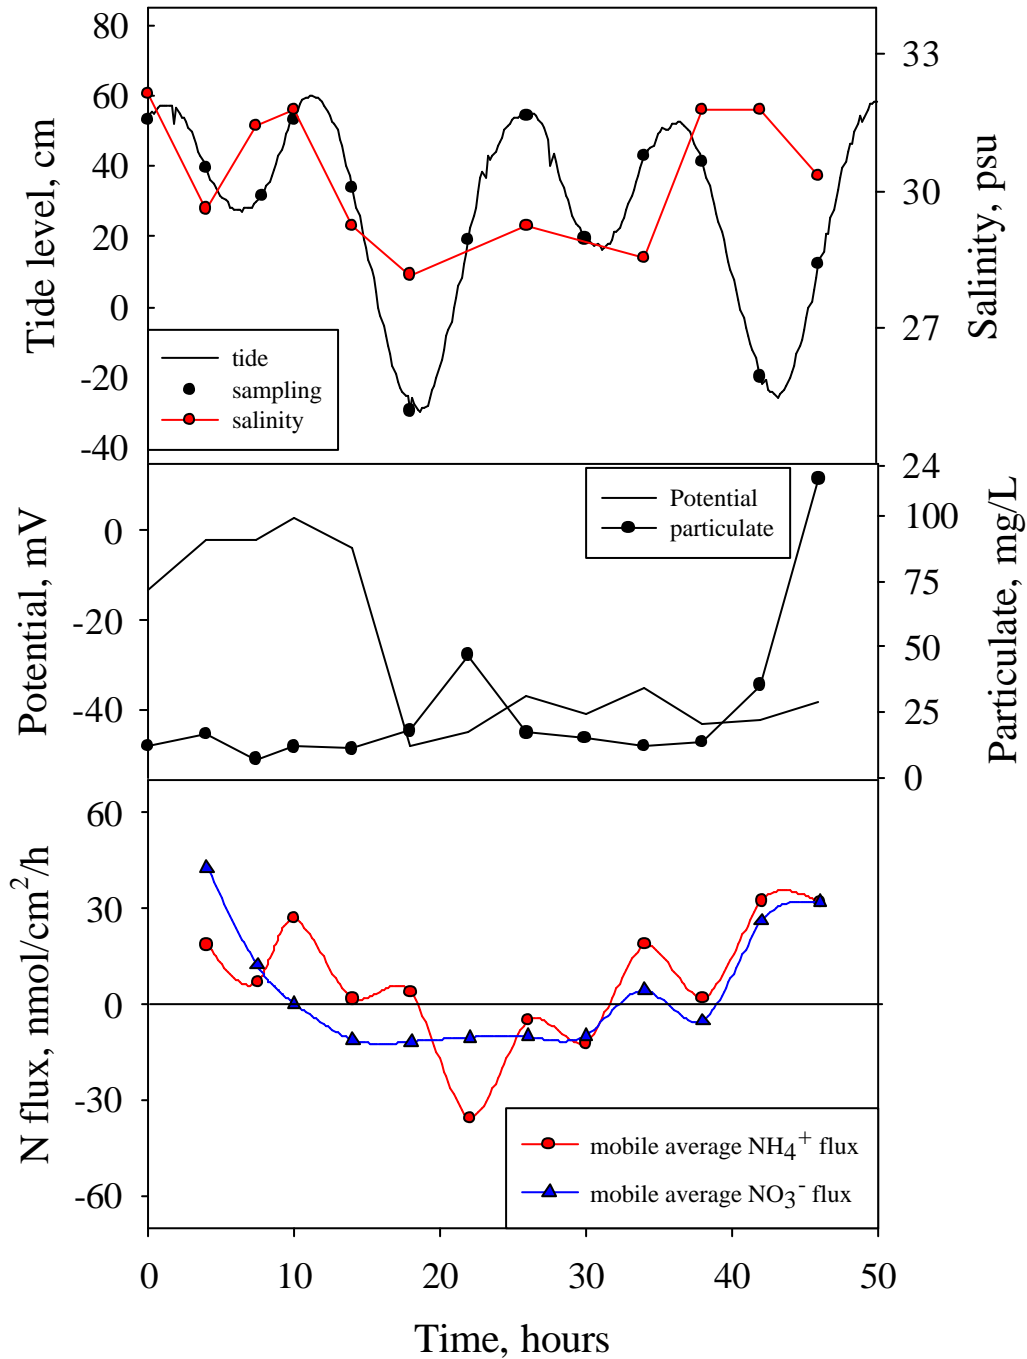 80
60
40
20
0
-20
-40
Tide level, cm
33
30
27
Salinity, psu
tide
sampling
salinity
0
-20
-40
Potential, mV
24
100
75
50
25
0
Particulate, mg/L
Potential
particulate
60
30
0
-30
-60
N flux, nmol/cm²/h
mobile average NH₄⁺ flux
mobile average NO₃⁻ flux
0 10 20 30 40 50
Time, hours